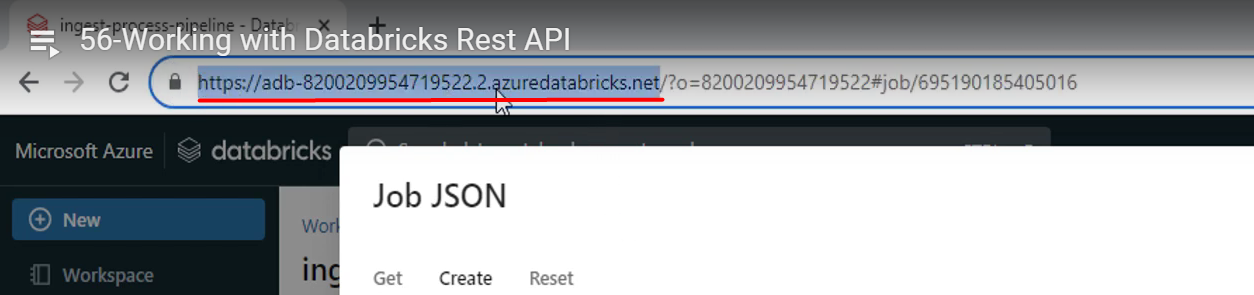 ingest-process-pipeline - Datab
56-Working with Databricks Rest API
https://adb-8200209954719522.2.azuredatabricks.net/?o=8200209954719522#job/695190185405016
Microsoft Azure databricks
Job JSON
New
Work
ing
Get Create Reset
Workspace